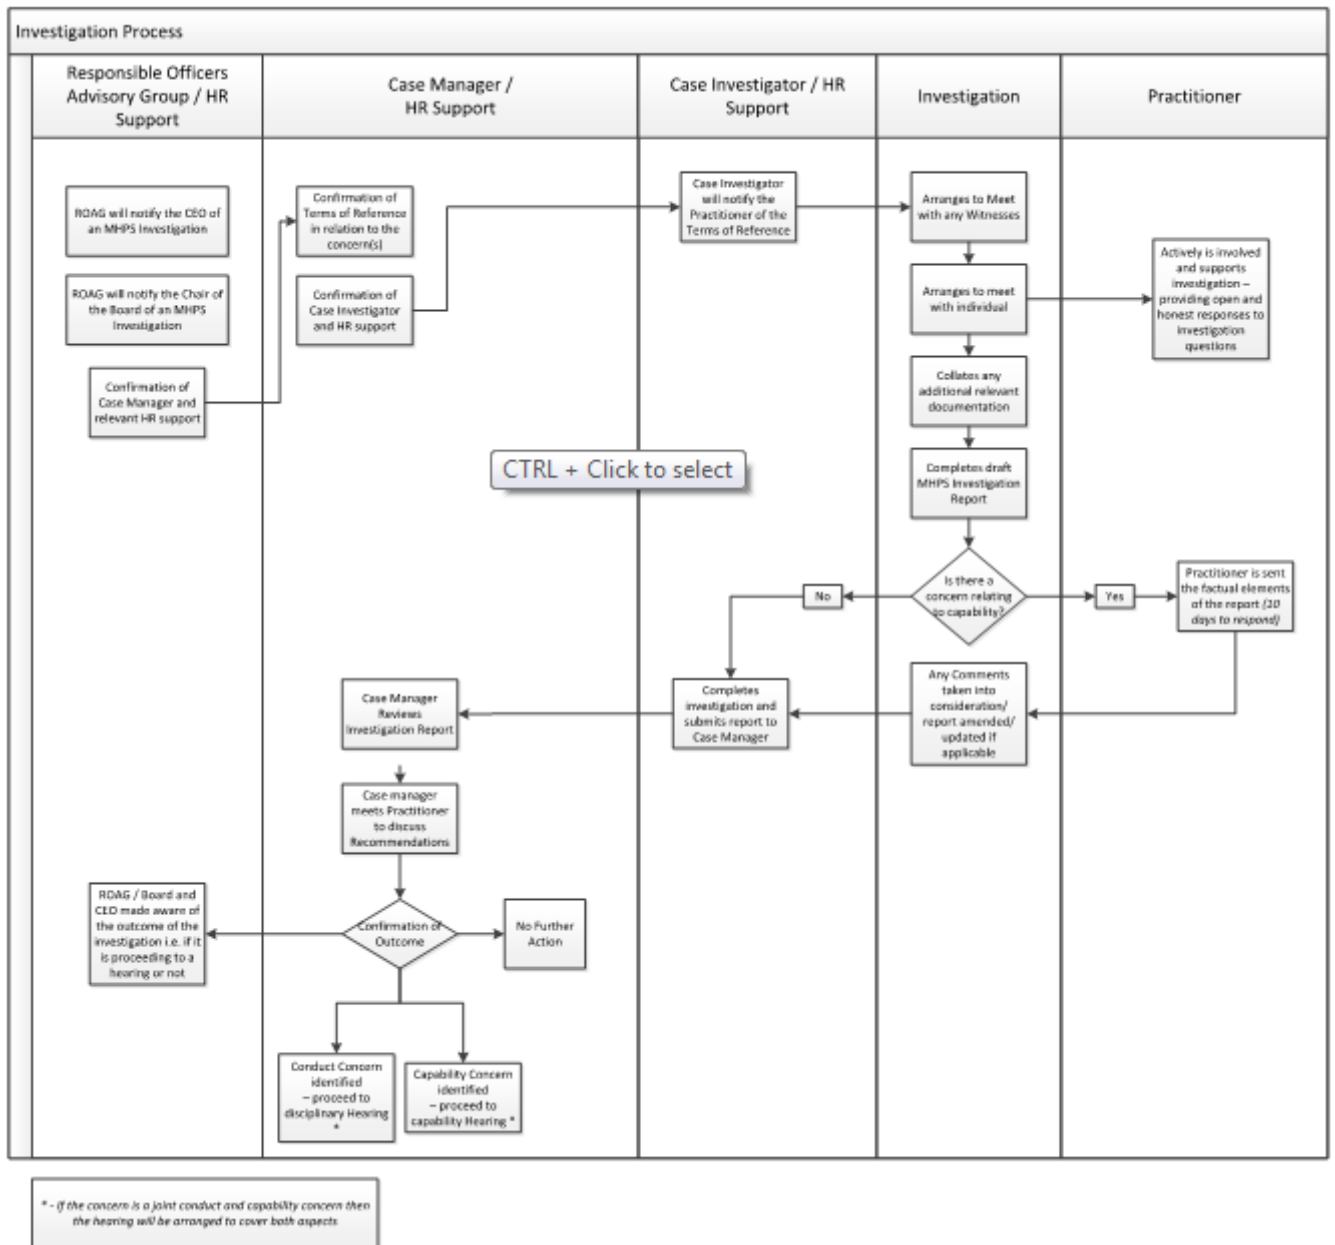 Investigation Process
Responsible Officers
Advisory Group / HR
Support
Case Manager /
HR Support
Case Investigator / HR
Support
Investigation
Practitioner
ROAG will notify the CEO of
an MHPS Investigation
ROAG will notify the Chair of
the Board of an MHPS
Investigation
Confirmation of
Case Manager and
relevant HR support
Confirmation of
Terms of Reference
in relation to the
concern(s)
Confirmation of
Case Investigator
and HR support
Case Investigator
will notify the
Practitioner of the
Terms of Reference
Arranges to Meet
with any Witnesses
Arranges to meet
with individual
Actively is involved
and supports
investigation –
providing open and
honest responses to
investigation
questions
Collates any
additional relevant
documentation
CTRL + Click to select
Completes draft
MHPS Investigation
Report
Is there a
concern relating
to capability?
No
Yes
Practitioner is sent
the factual elements
of the report (10
days to respond)
Any Comments
taken into
consideration/
report amended/
updated if
applicable
Completes
investigation and
submits report to
Case Manager
Case Manager
Reviews
Investigation Report
Case manager
meets Practitioner
to discuss
Recommendations
Confirmation of
Outcome
No Further
Action
ROAG / Board and
CEO made aware of
the outcome of the
investigation i.e. if it
is proceeding to a
hearing or not
Conduct Concern
identified
– proceed to
disciplinary Hearing
*
Capability Concern
identified
– proceed to
capability Hearing *
* - if the concern is a joint conduct and capability concern then
the hearing will be arranged to cover both aspects